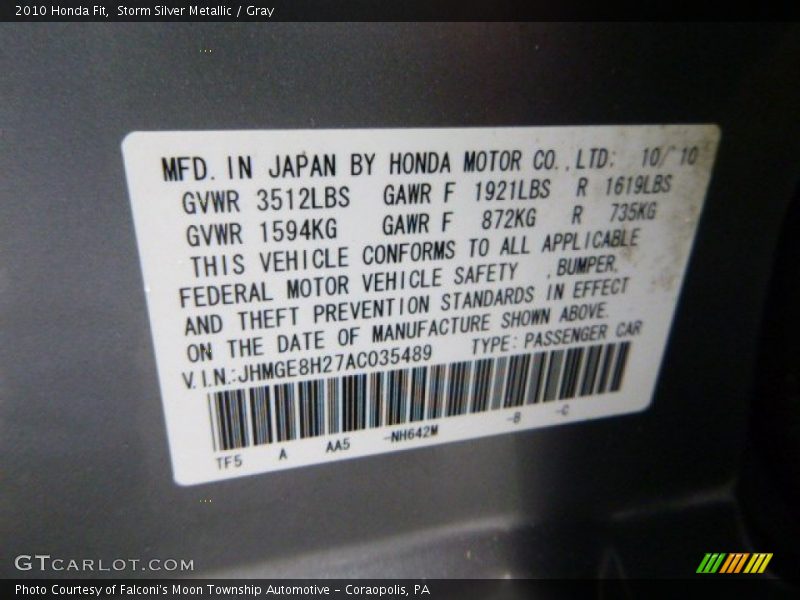 2010 Honda Fit, Storm Silver Metallic / Gray
MFD. IN JAPAN BY HONDA MOTOR CO., LTD: 10/10
GVWR 3512LBS GAWR F 1921LBS R 1619LBS
GVWR 1594KG GAWR F 872KG R 735KG
THIS VEHICLE CONFORMS TO ALL APPLICABLE
FEDERAL MOTOR VEHICLE SAFETY , BUMPER,
AND THEFT PREVENTION STANDARDS IN EFFECT
ON THE DATE OF MANUFACTURE SHOWN ABOVE.
V.I.N.:JHMGE8H27AC035489 TYPE: PASSENGER CAR
TF5 A AA5 -NH642M -B -C
GTCARLOT.COM
Photo Courtesy of Falconi's Moon Township Automotive - Coraopolis, PA